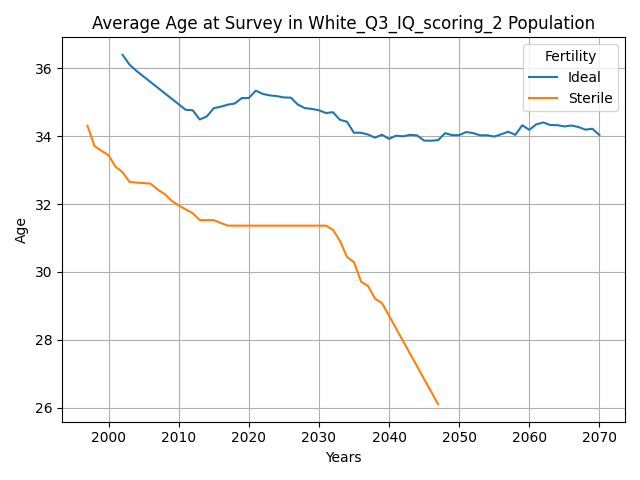 Average Age at Survey in White_Q3_IQ_scoring_2 Population
Fertility
Ideal
Sterile
Age
36
34
32
30
28
26
2000 2010 2020 2030 2040 2050 2060 2070
Years